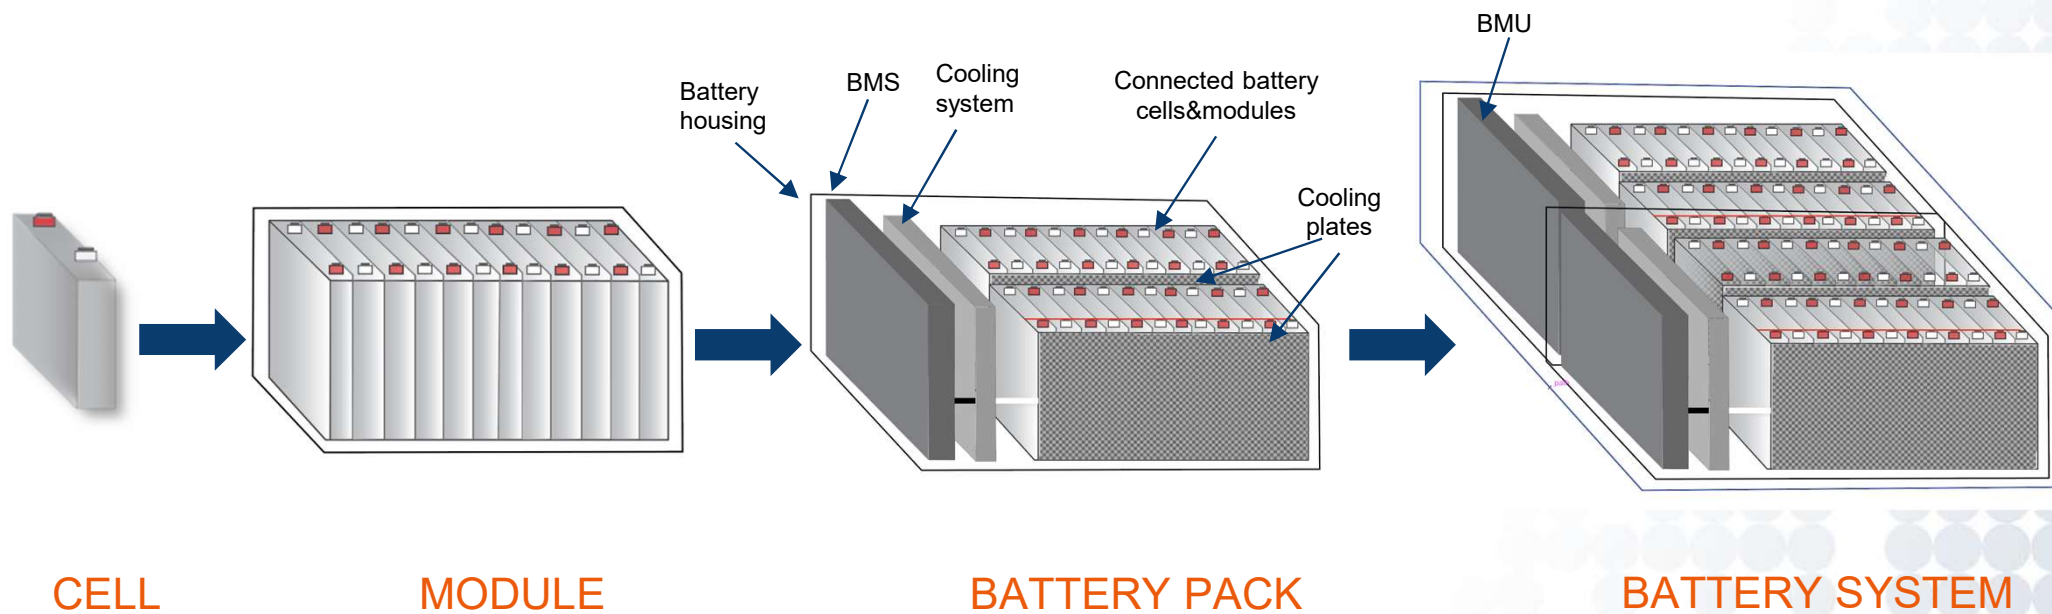 BMU
Battery
housing
BMS
Cooling
system
Connected battery
cells&modules
Cooling
plates
CELL
MODULE
BATTERY PACK
BATTERY SYSTEM